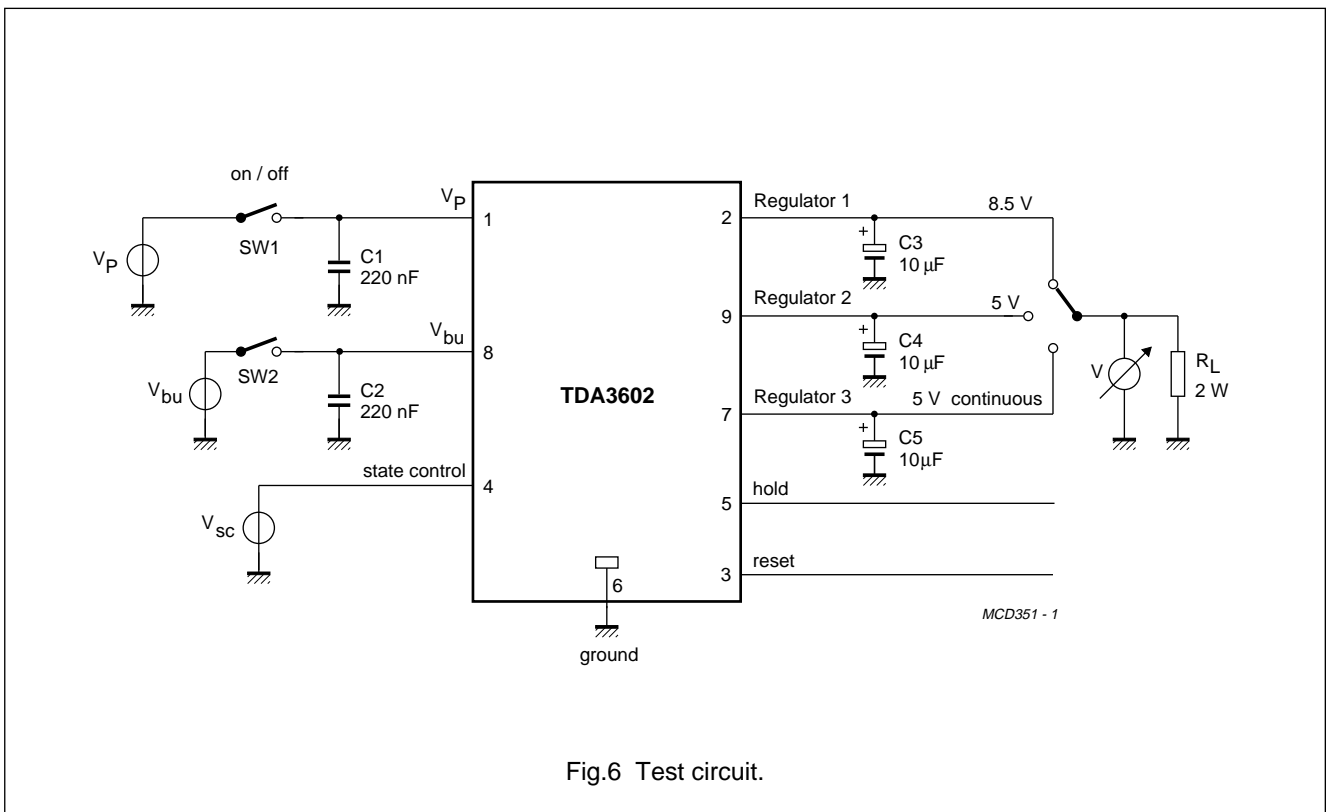 on / off
SW1
V_P
C1
220 nF
V_P
1
V_bu
SW2
C2
220 nF
V_bu
8
state control
4
V_sc
TDA3602
6
ground
Regulator 1
2
8.5 V
+
C3
10 μF
Regulator 2
9
5 V
+
C4
10 μF
Regulator 3
7
5 V continuous
+
C5
10μF
V
R_L
2 W
hold
5
reset
3
MCD351 - 1
Fig.6 Test circuit.